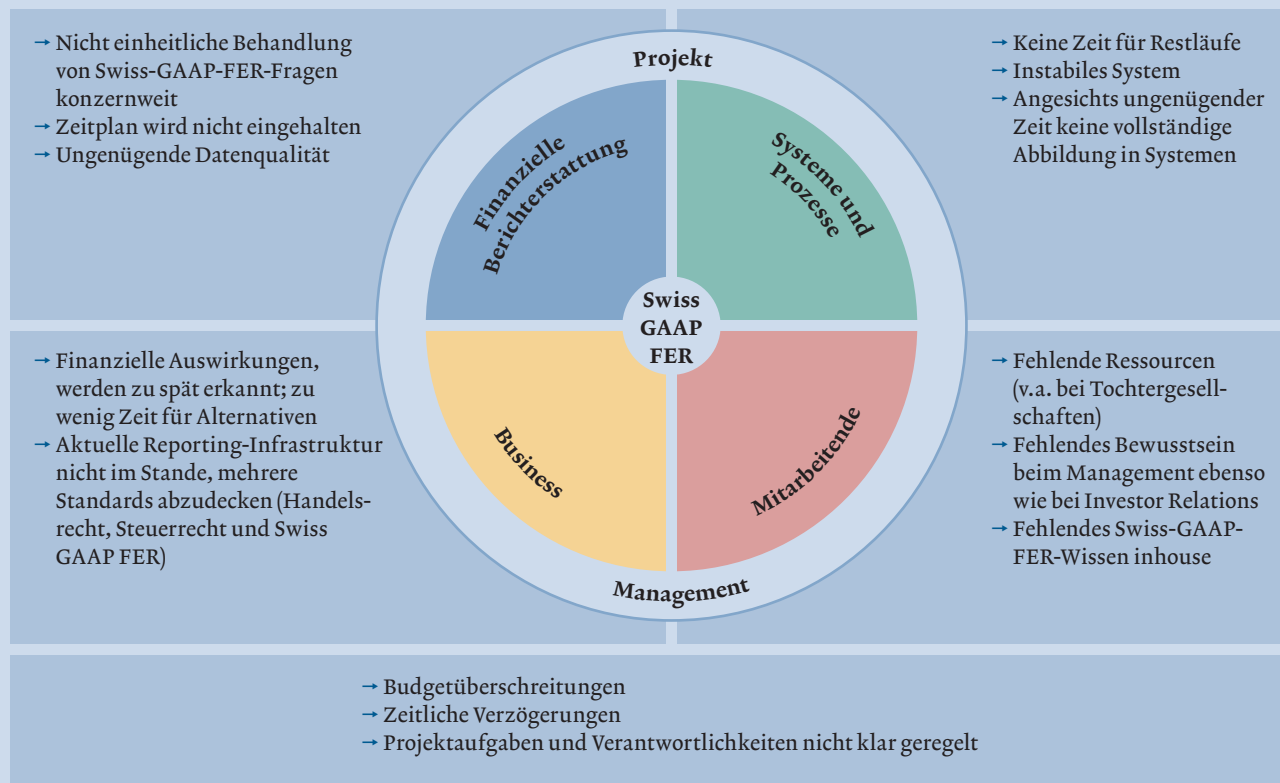 → Nicht einheitliche Behandlung
von Swiss-GAAP-FER-Fragen
konzernweit
→ Zeitplan wird nicht eingehalten
→ Ungenügende Datenqualität
Projekt
Finanzielle
Berichterstattung
Systeme und
Prozesse
→ Keine Zeit für Restläufe
→ Instabiles System
→ Angesichts ungenügender
Zeit keine vollständige
Abbildung in Systemen
Swiss
GAAP
FER
→ Finanzielle Auswirkungen,
werden zu spät erkannt; zu
wenig Zeit für Alternativen
→ Aktuelle Reporting-Infrastruktur
nicht im Stande, mehrere
Standards abzudecken (Handels-
recht, Steuerrecht und Swiss
GAAP FER)
Business
Mitarbeitende
Management
→ Fehlende Ressourcen
(v.a. bei Tochtergesell-
schaften)
→ Fehlendes Bewusstsein
beim Management ebenso
wie bei Investor Relations
→ Fehlendes Swiss-GAAP-
FER-Wissen inhouse
→ Budgetüberschreitungen
→ Zeitliche Verzögerungen
→ Projektaufgaben und Verantwortlichkeiten nicht klar geregelt